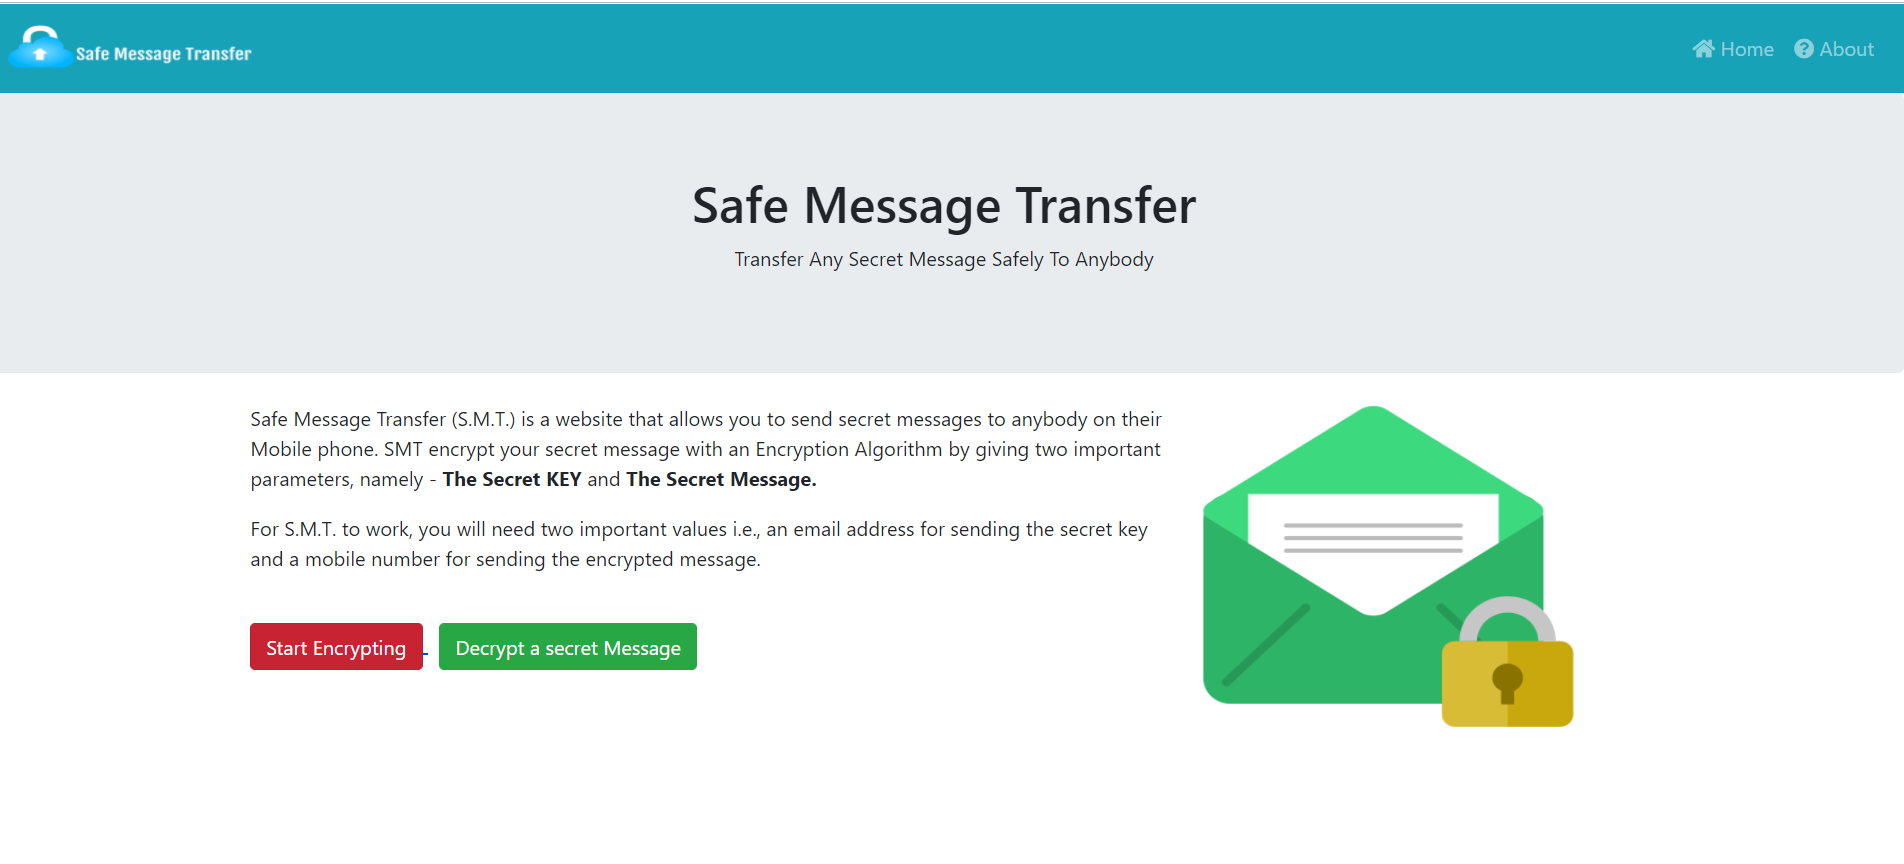 Safe Message Transfer
Home
About
Safe Message Transfer
Transfer Any Secret Message Safely To Anybody
Safe Message Transfer (S.M.T.) is a website that allows you to send secret messages to anybody on their
Mobile phone. SMT encrypt your secret message with an Encryption Algorithm by giving two important
parameters, namely - The Secret KEY and The Secret Message.
For S.M.T. to work, you will need two important values i.e., an email address for sending the secret key
and a mobile number for sending the encrypted message.
Start Encrypting
Decrypt a secret Message